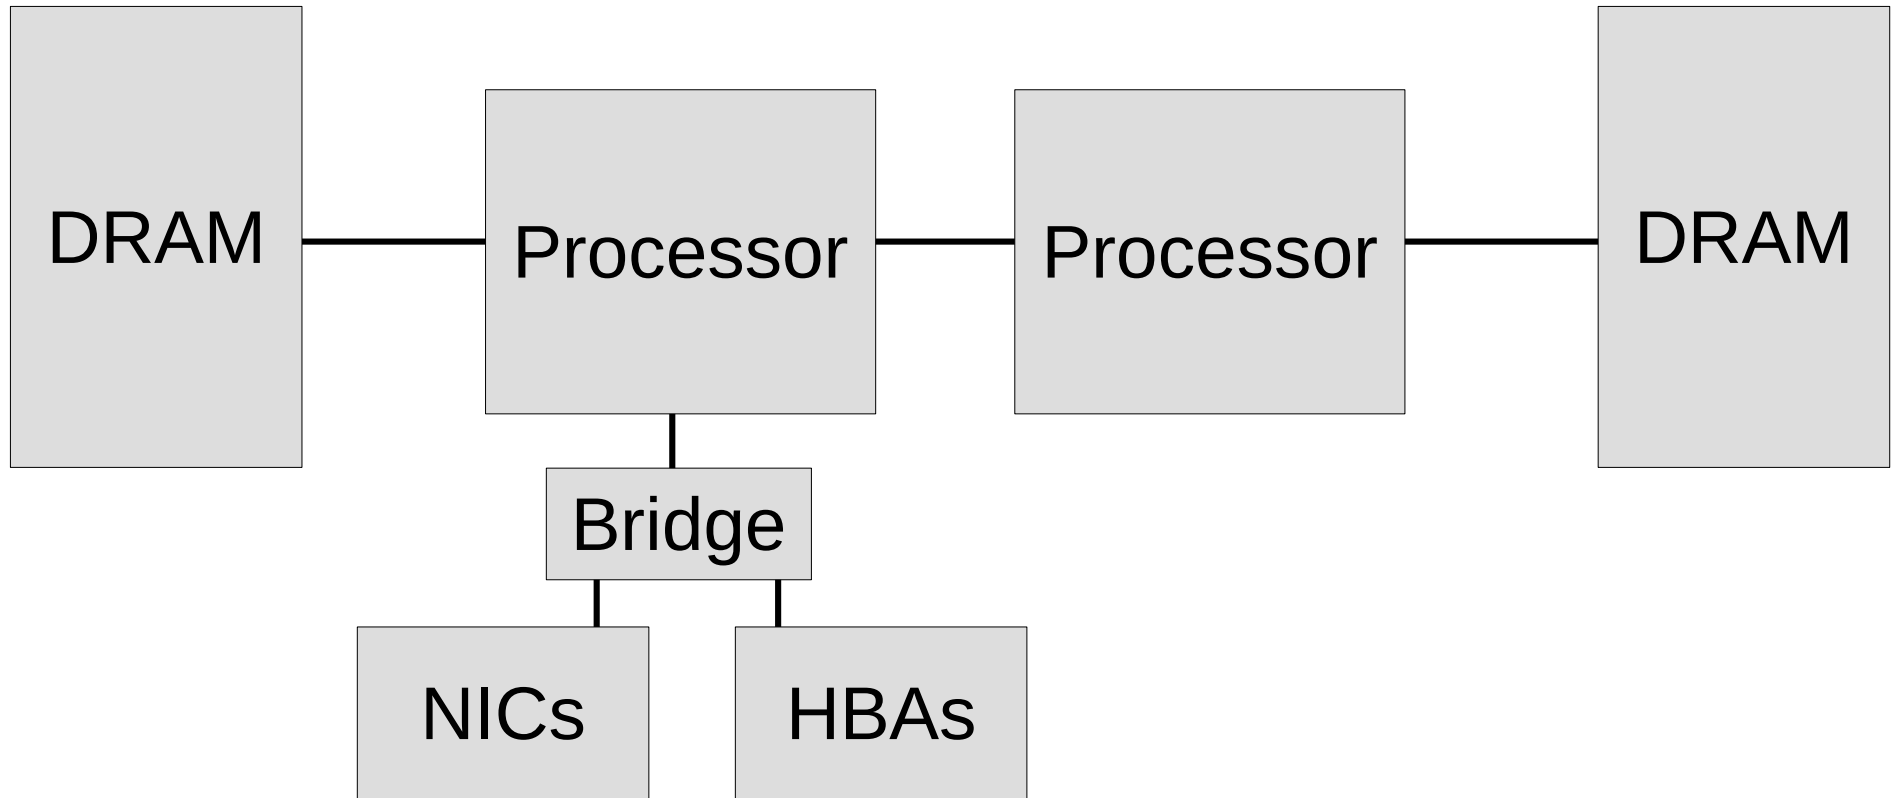 DRAM
Processor
Processor
DRAM
Bridge
NICs
HBAs